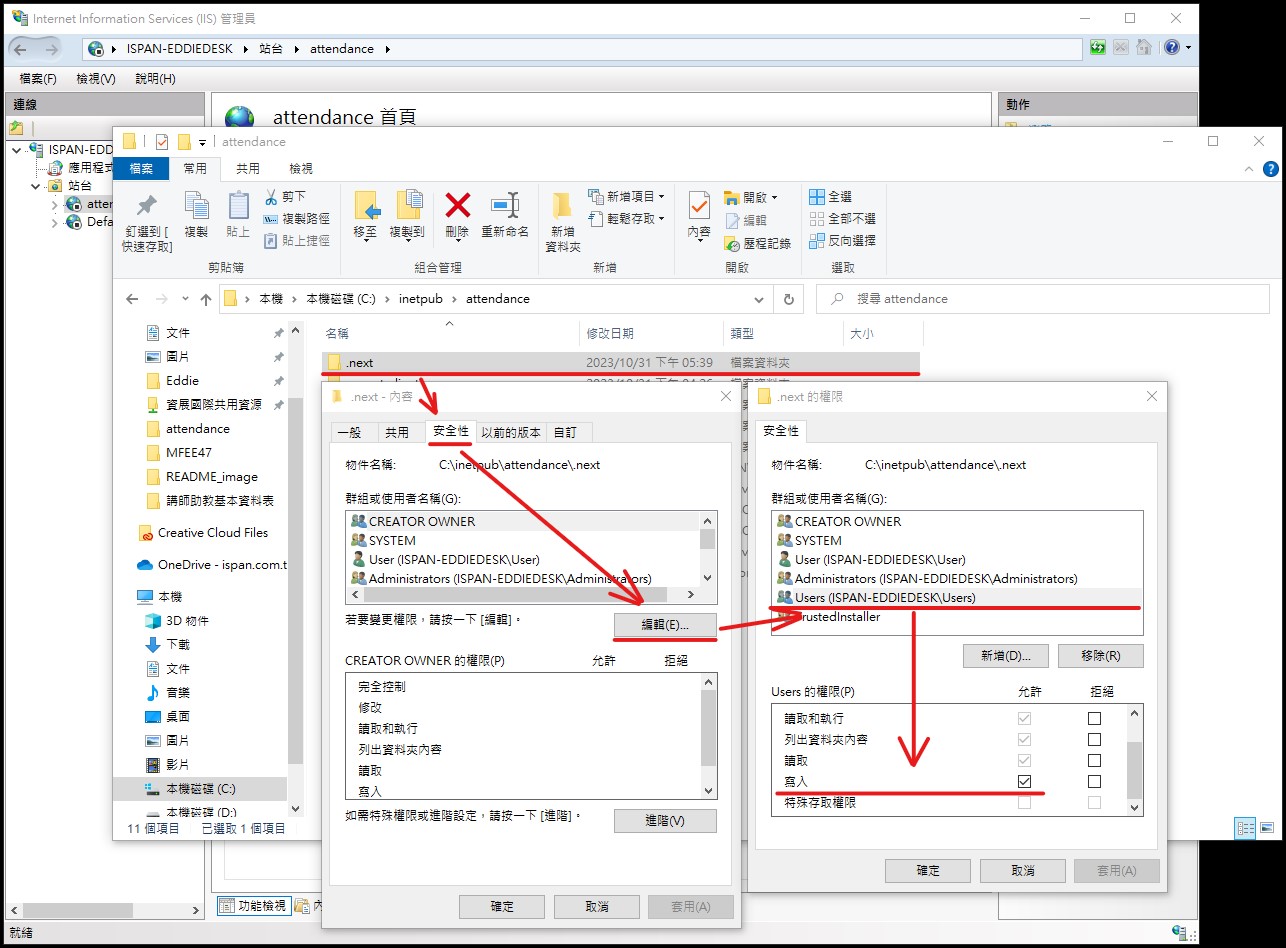 Internet Information Services (IIS) 管理員
ISPAN-EDDIEDESK 站台 attendance
檔案(F) 檢視(V) 說明(H)
連線
attendance 首頁
動作
ISPAN-EDD
應用程式
站台
atter
Defa
attendance
檔案 常用 共用 檢視
釘選到 [
快速存取]
複製
貼上
剪下
複製路徑
貼上捷徑
剪貼簿
移至
複製到
刪除
重新命名
組合管理
新增
資料夾
新增項目
輕鬆存取
新增
內容
開啟
編輯
歷程記錄
開啟
全選
全部不選
反向選擇
選取
本機 本機磁碟 (C:) inetpub attendance
搜尋 attendance
文件
圖片
Eddie
資展國際共用資源
attendance
MFEE47
README_image
講師助教基本資料表
Creative Cloud Files
OneDrive - ispan.com.t
本機
3D 物件
下載
文件
音樂
桌面
圖片
影片
本機磁碟 (C:)
本機磁碟 (D:)
11 個項目 已選取 1 個項目
名稱 修改日期 類型 大小
.next 2023/10/31 下午 05:39 檔案資料夾
.next - 內容
一般 共用 安全性 以前的版本 自訂
物件名稱: C:\inetpub\attendance\.next
群組或使用者名稱(G):
CREATOR OWNER
SYSTEM
User (ISPAN-EDDIEDESK\User)
Administrators (ISPAN-EDDIEDESK\Administrators)
若要變更權限，請按一下 [編輯]。
編輯(E)...
CREATOR OWNER 的權限(P) 允許 拒絕
完全控制
修改
讀取和執行
列出資料夾內容
讀取
寫入
如需特殊權限或進階設定，請按一下 [進階]。
進階(V)
確定 取消 套用(A)
.next 的權限
安全性
物件名稱: C:\inetpub\attendance\.next
群組或使用者名稱(G):
CREATOR OWNER
SYSTEM
User (ISPAN-EDDIEDESK\User)
Administrators (ISPAN-EDDIEDESK\Administrators)
Users (ISPAN-EDDIEDESK\Users)
TrustedInstaller
新增(D)... 移除(R)
Users 的權限(P) 允許 拒絕
讀取和執行
列出資料夾內容
讀取
寫入
特殊存取權限
確定 取消 套用(A)
功能檢視
就緒